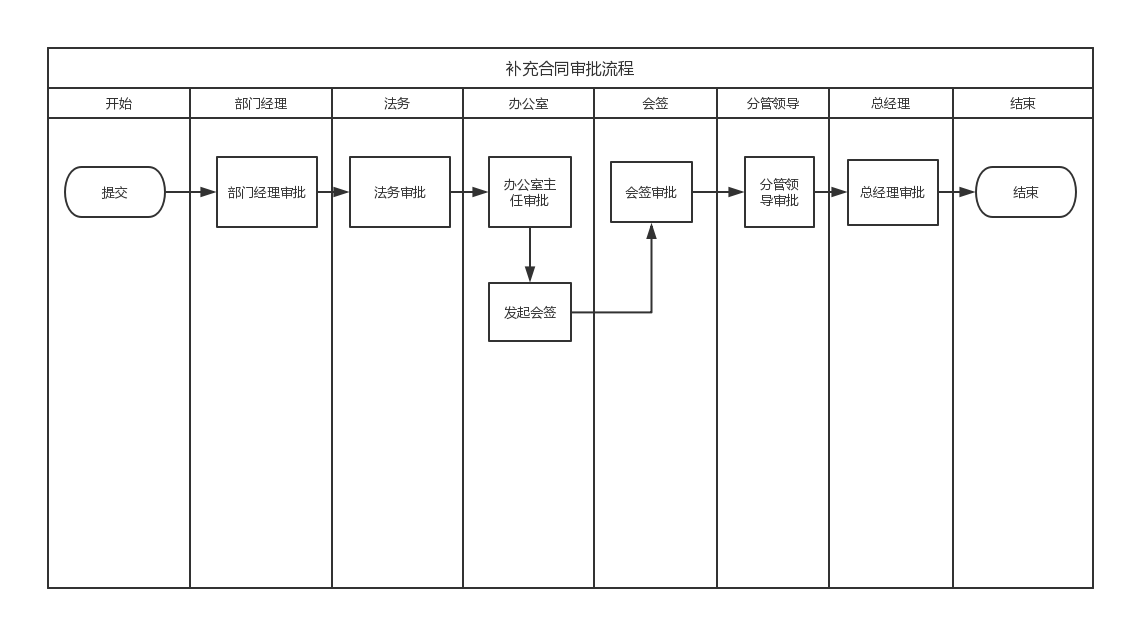 补充合同审批流程
开始
部门经理
法务
办公室
会签
分管领导
总经理
结束
提交
部门经理审批
法务审批
办公室主
任审批
会签审批
分管领
导审批
总经理审批
结束
发起会签